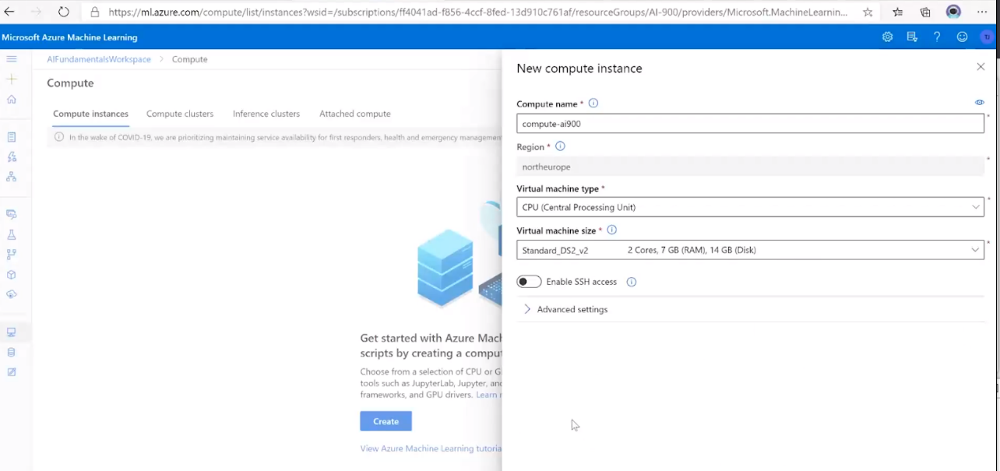 https://ml.azure.com/compute/list/instances?wsid=/subscriptions/ff4041ad-f856-4ccf-8fed-13d910c761af/resourceGroups/AI-900/providers/Microsoft.MachineLearnin...
Microsoft Azure Machine Learning
TJ
AIFundamentalsWorkspace > Compute
Compute
Compute instances Compute clusters Inference clusters Attached compute
In the wake of COVID-19, we are prioritizing maintaining service availability for first responders, health and emergency management
Get started with Azure Mach
scripts by creating a comput
Choose from a selection of CPU or G
tools such as JupyterLab, Jupyter, and
frameworks, and GPU drivers. Learn
Create
View Azure Machine Learning tutoria
New compute instance
Compute name *
compute-ai900
Region *
northeurope
Virtual machine type *
CPU (Central Processing Unit)
Virtual machine size *
Standard_DS2_v2 2 Cores, 7 GB (RAM), 14 GB (Disk)
Enable SSH access
Advanced settings